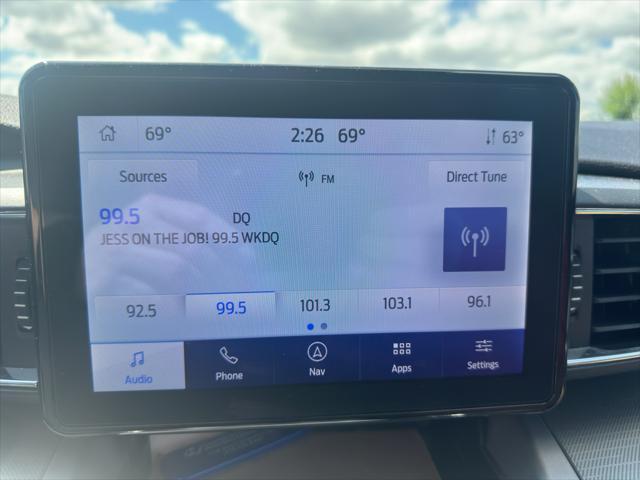 69° 2:26 69° 63°
Sources FM Direct Tune
99.5 DQ
JESS ON THE JOB! 99.5 WKDQ
92.5 99.5 101.3 103.1 96.1
Audio Phone Nav Apps Settings